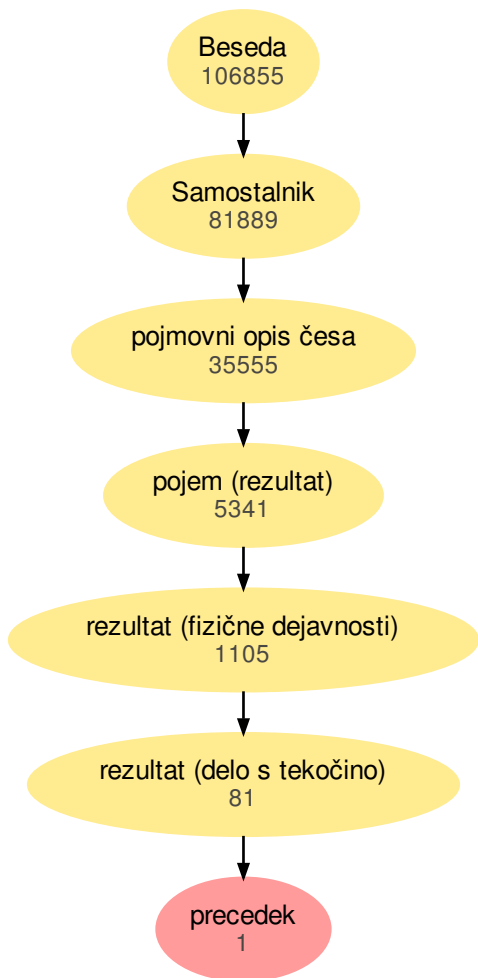 Beseda
106855
Samostalnik
81889
pojmovni opis česa
35555
pojem (rezultat)
5341
rezultat (fizične dejavnosti)
1105
rezultat (delo s tekočino)
81
precedek
1